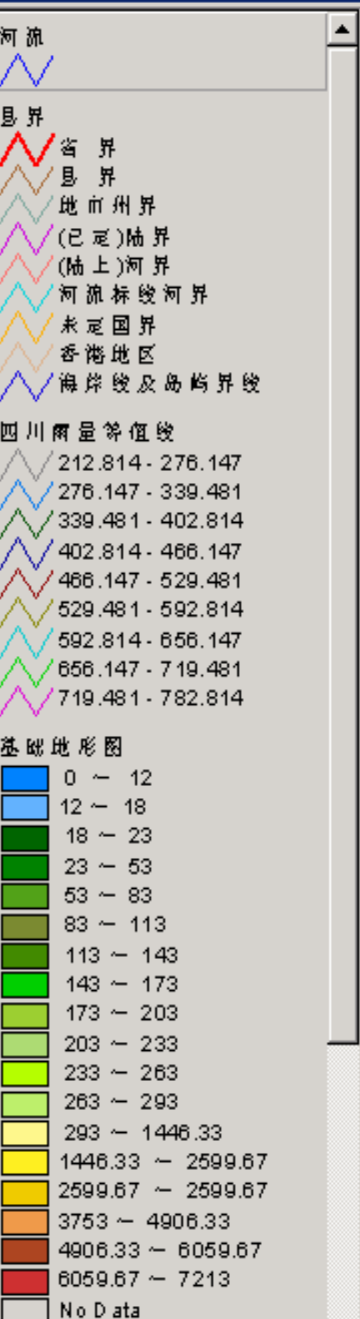 河流
县界
省 界
县 界
地市州界
(已定)陆界
(陆上)河界
河流标线河界
未定国界
香港地区
海岸线及岛屿界线
四川雨量等值线
212.814 - 276.147
276.147 - 339.481
339.481 - 402.814
402.814 - 466.147
466.147 - 529.481
529.481 - 592.814
592.814 - 656.147
656.147 - 719.481
719.481 - 782.814
基础地形图
0 ~ 12
12 ~ 18
18 ~ 23
23 ~ 53
53 ~ 83
83 ~ 113
113 ~ 143
143 ~ 173
173 ~ 203
203 ~ 233
233 ~ 263
263 ~ 293
293 ~ 1446.33
1446.33 ~ 2599.67
2599.67 ~ 2599.67
3753 ~ 4906.33
4906.33 ~ 6059.67
6059.67 ~ 7213
No Data